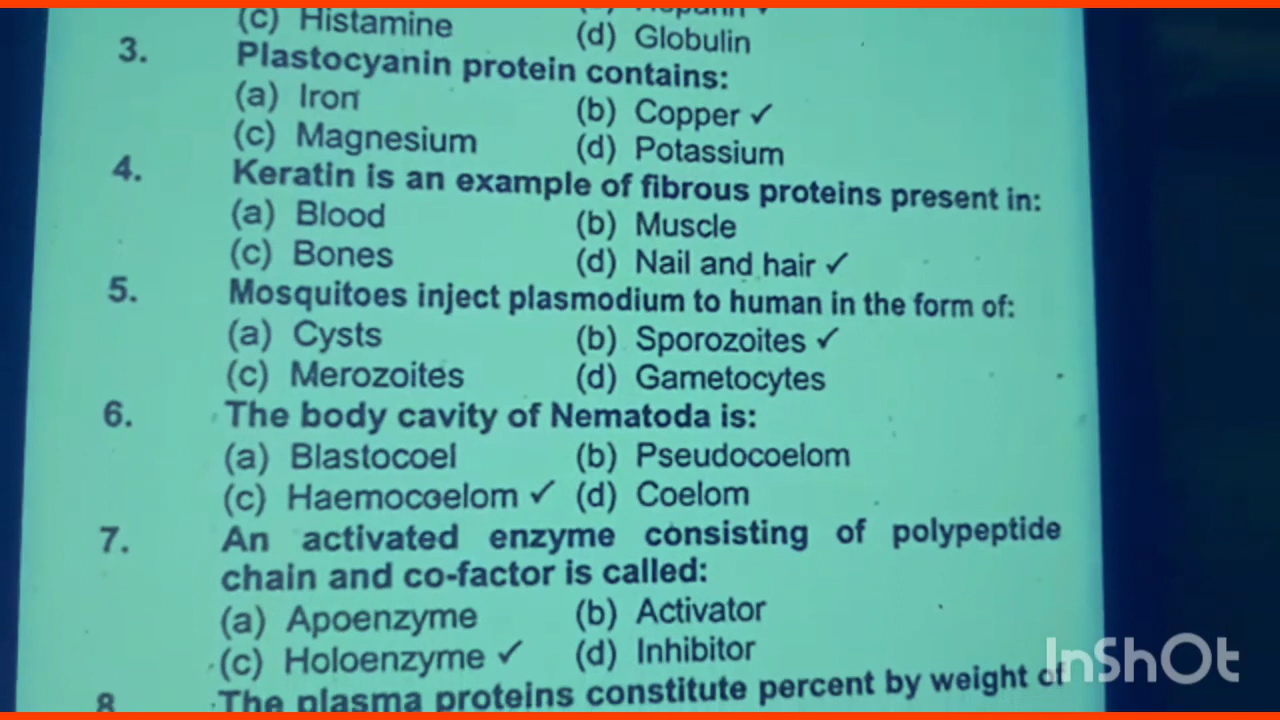 (c) Histamine
(d) Globulin
3. Plastocyanin protein contains:
(a) Iron (b) Copper ✓
(c) Magnesium (d) Potassium
4. Keratin is an example of fibrous proteins present in:
(a) Blood (b) Muscle
(c) Bones (d) Nail and hair ✓
5. Mosquitoes inject plasmodium to human in the form of:
(a) Cysts (b) Sporozoites ✓
(c) Merozoites (d) Gametocytes
6. The body cavity of Nematoda is:
(a) Blastocoel (b) Pseudocoelom
(c) Haemocoelom ✓ (d) Coelom
7. An activated enzyme consisting of polypeptide
chain and co-factor is called:
(a) Apoenzyme (b) Activator
(c) Holoenzyme ✓ (d) Inhibitor
8 The plasma proteins constitute percent by weight of
InShOt